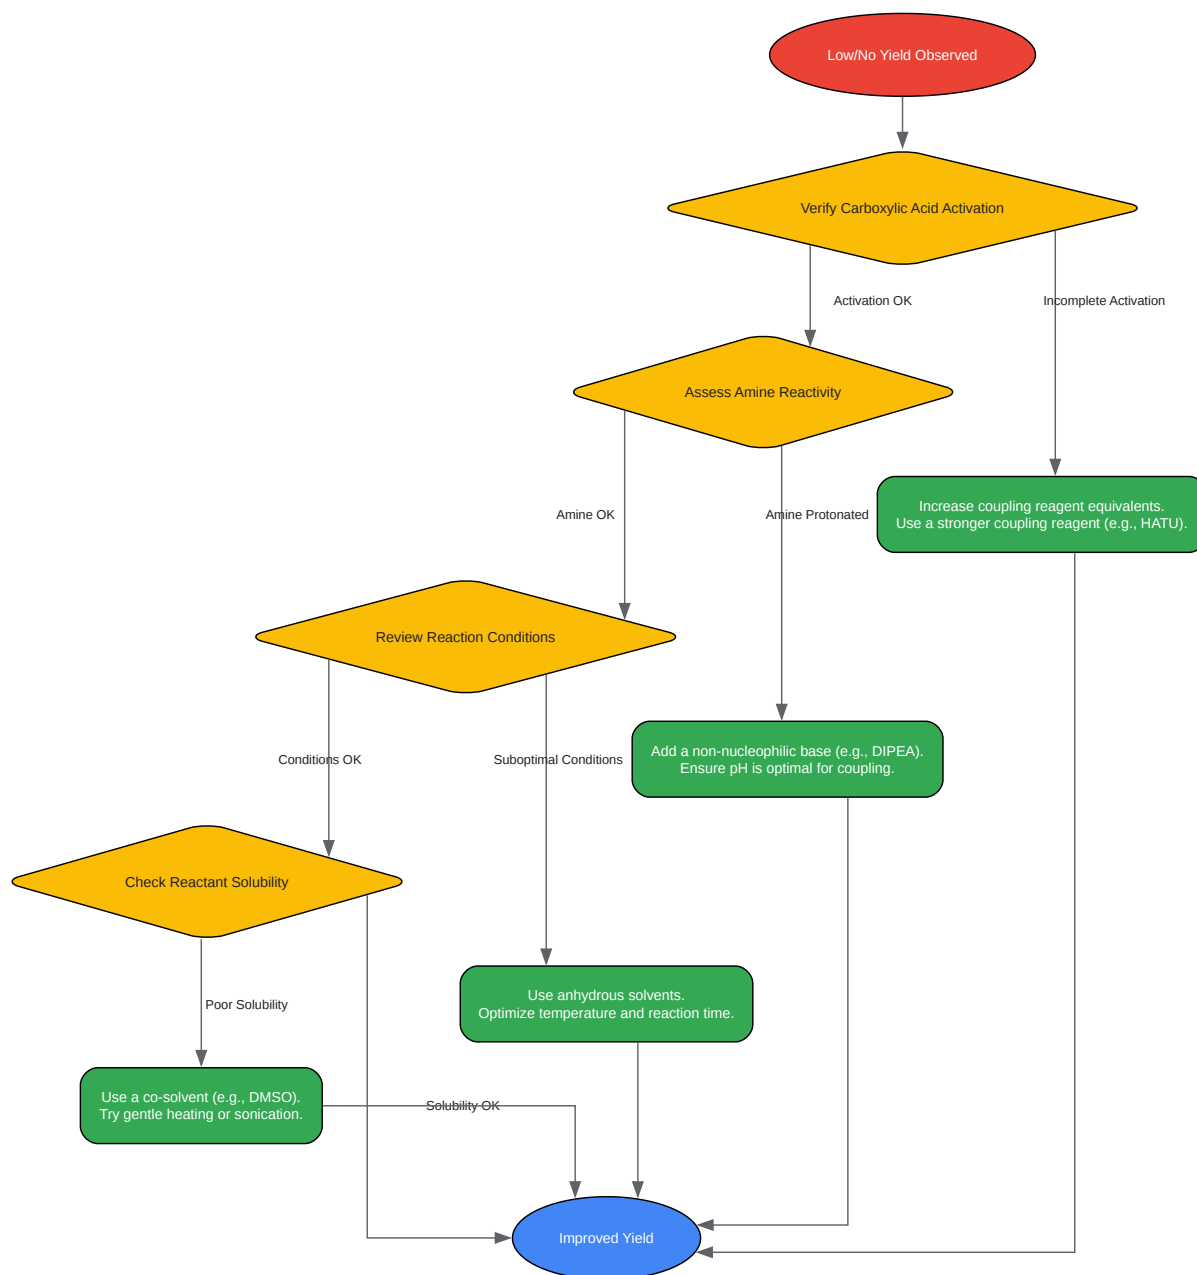 Low/No Yield Observed
Verify Carboxylic Acid Activation
Activation OK
Incomplete Activation
Assess Amine Reactivity
Increase coupling reagent equivalents.
Use a stronger coupling reagent (e.g., HATU).
Amine OK
Amine Protonated
Review Reaction Conditions
Add a non-nucleophilic base (e.g., DIPEA).
Ensure pH is optimal for coupling.
Conditions OK
Suboptimal Conditions
Check Reactant Solubility
Use anhydrous solvents.
Optimize temperature and reaction time.
Poor Solubility
Use a co-solvent (e.g., DMSO).
Try gentle heating or sonication.
Solubility OK
Improved Yield